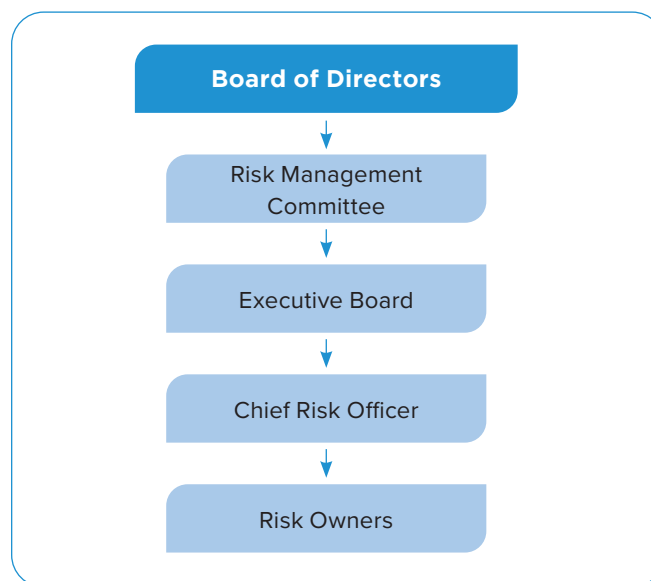 Board of Directors
Risk Management
Committee
Executive Board
Chief Risk Officer
Risk Owners